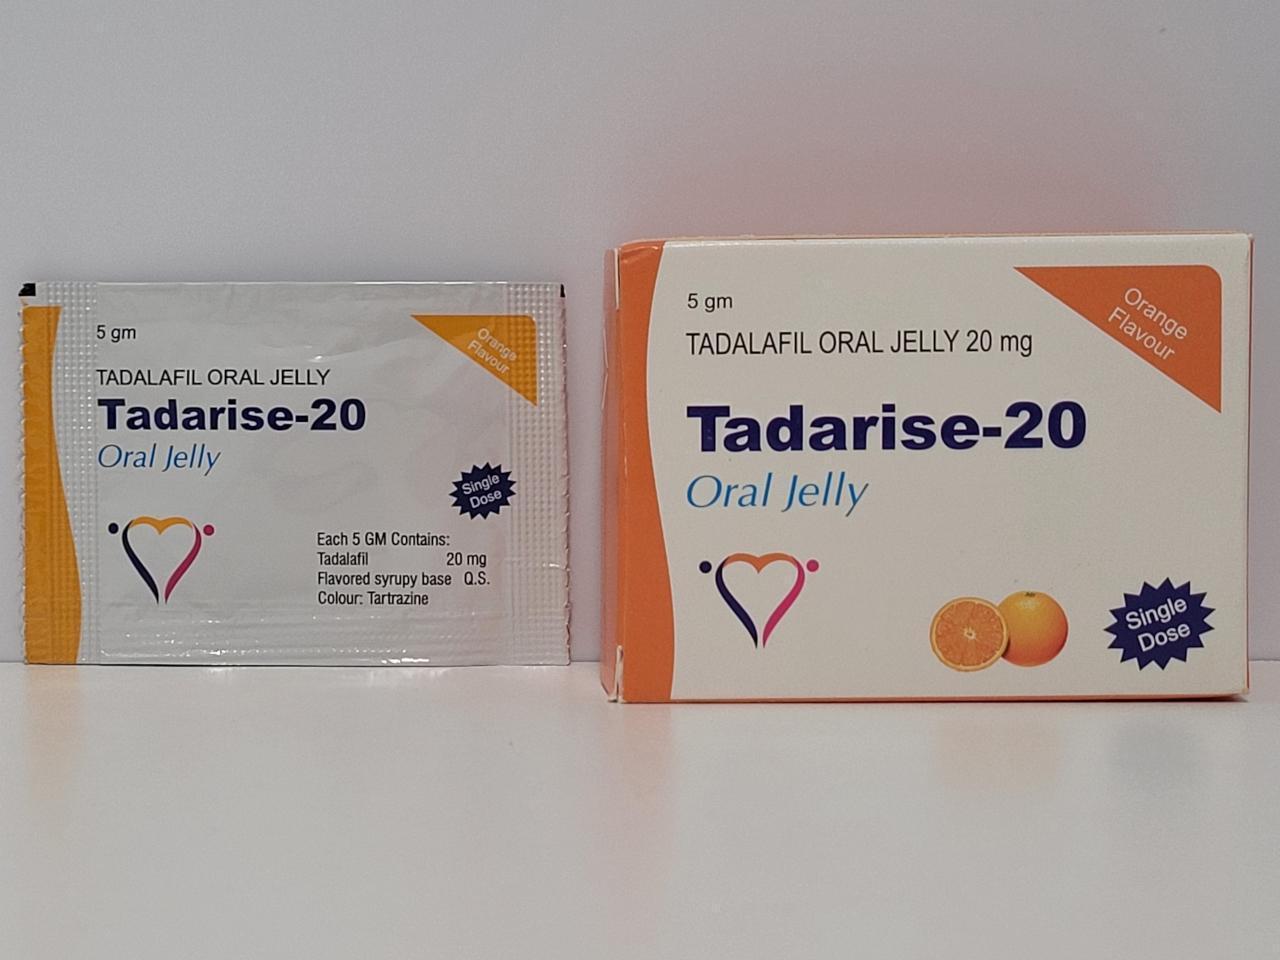 5 gm
TADALAFIL ORAL JELLY
Tadarise-20
Oral Jelly
Orange
Flavour
Single
Dose
Each 5 GM Contains:
Tadalafil 20 mg
Flavored syrupy base Q.S.
Colour: Tartrazine
5 gm
TADALAFIL ORAL JELLY 20 mg
Tadarise-20
Oral Jelly
Orange
Flavour
Single
Dose